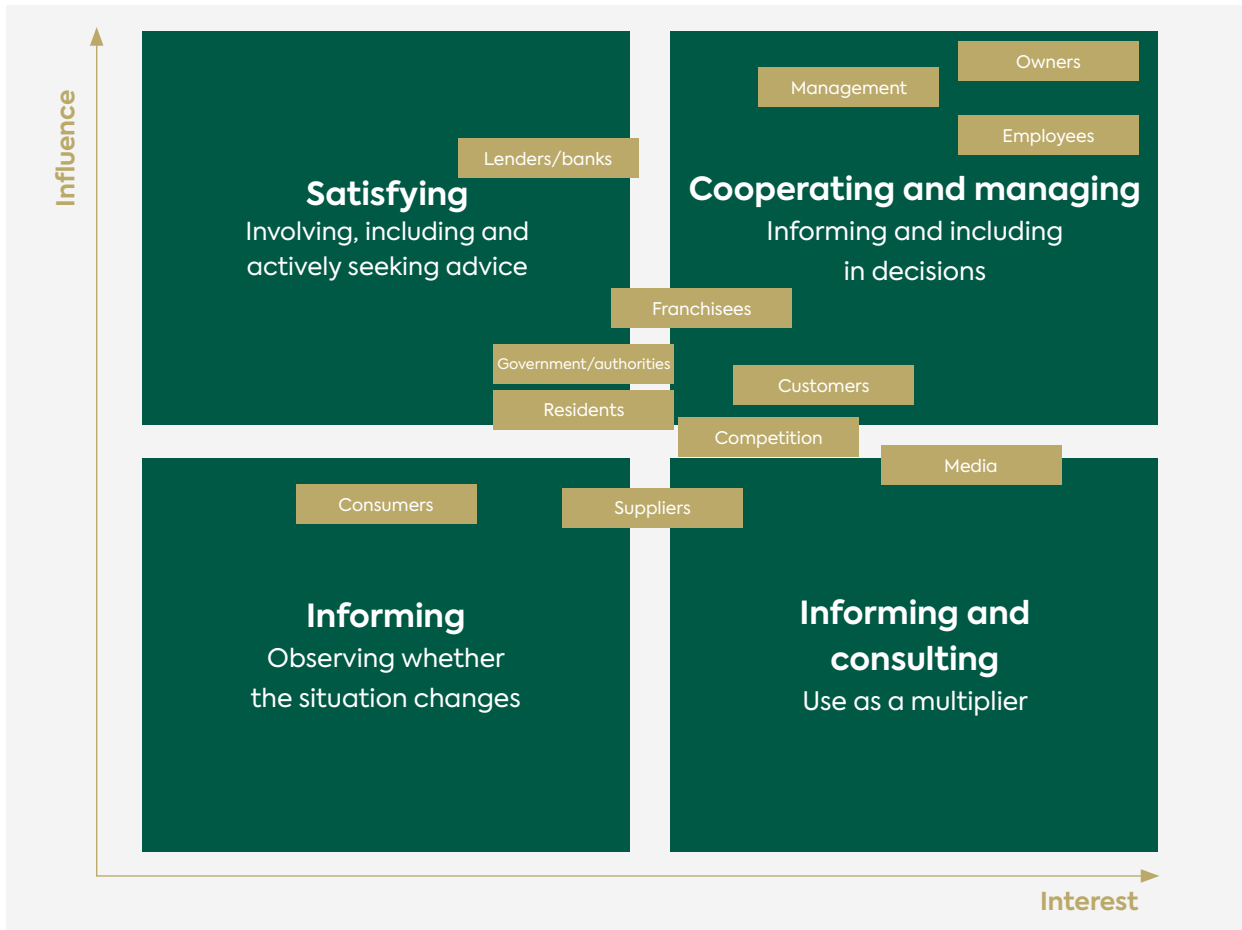 Influence
Owners
Management
Employees
Lenders/banks
Satisfying
Involving, including and
actively seeking advice
Cooperating and managing
Informing and including
in decisions
Franchisees
Government/authorities
Customers
Residents
Competition
Media
Consumers
Suppliers
Informing
Observing whether
the situation changes
Informing and
consulting
Use as a multiplier
Interest